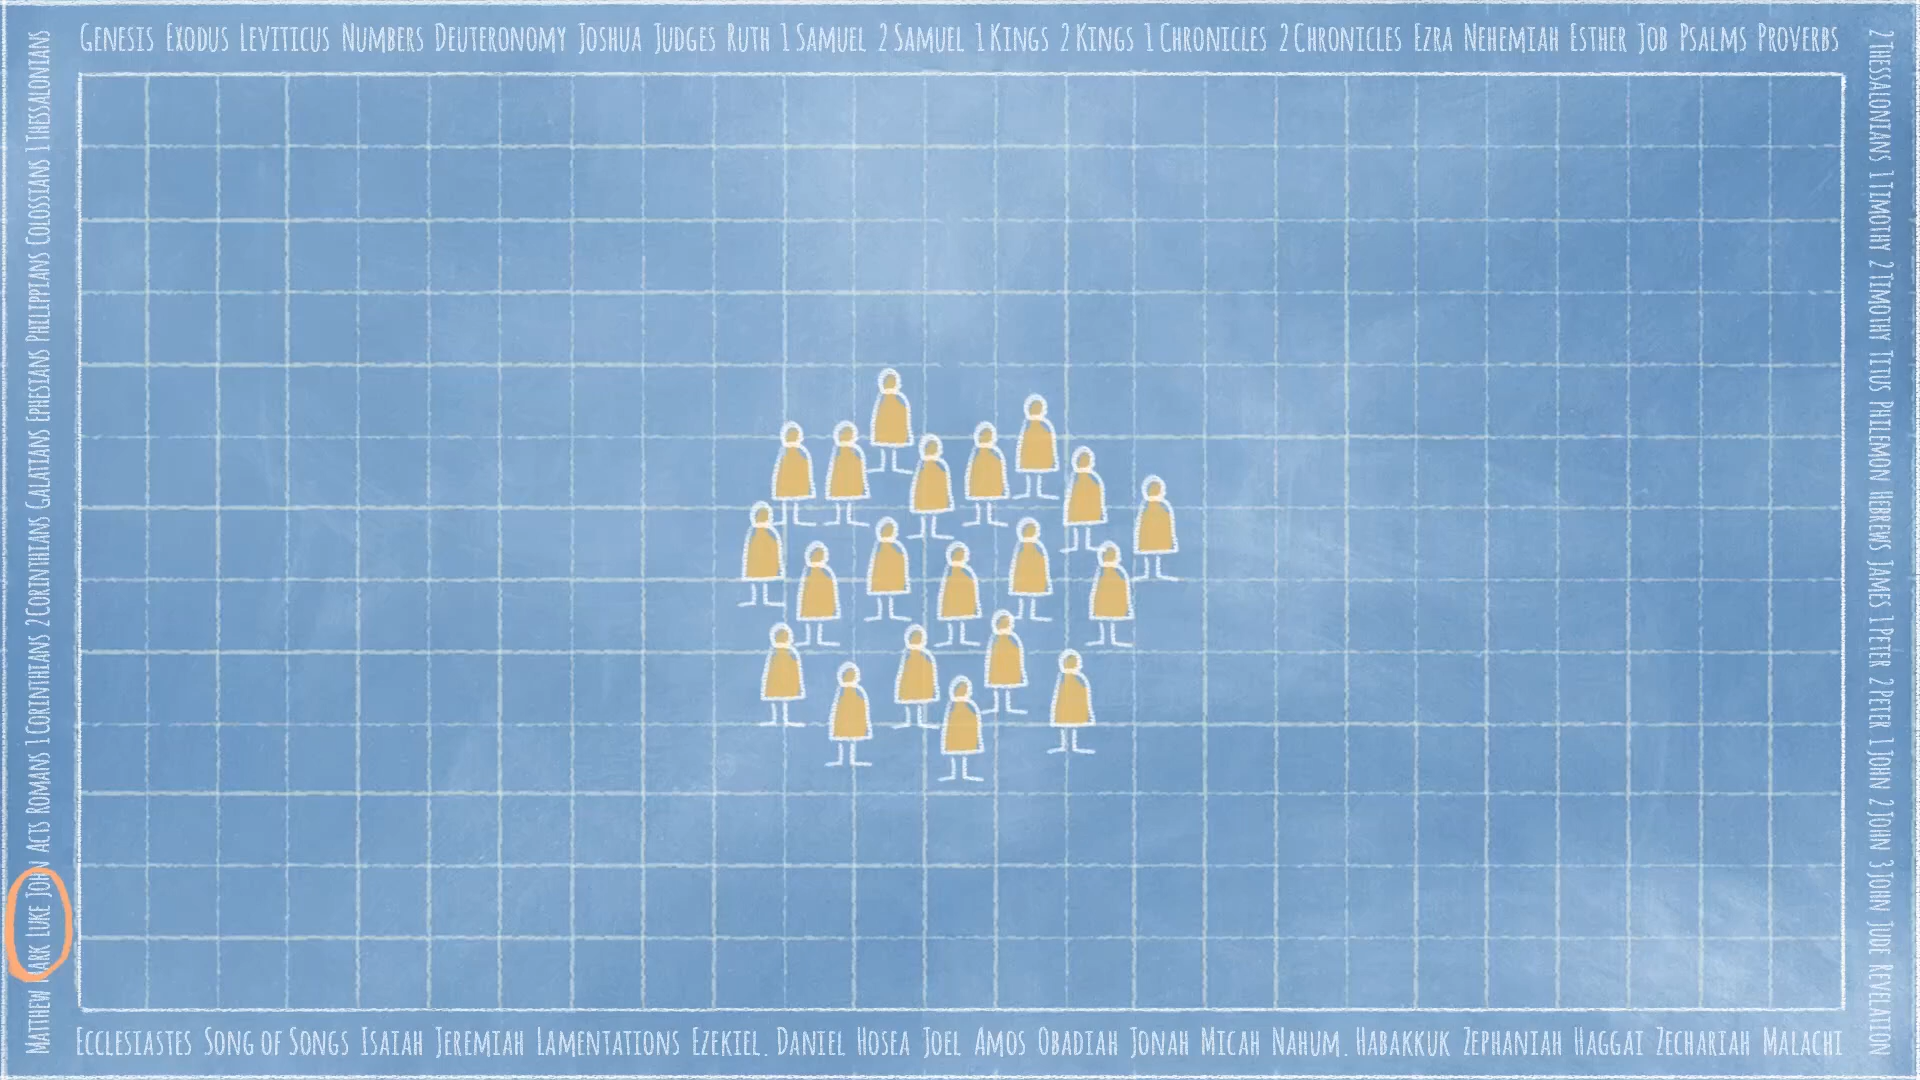 GENESIS EXODUS LEVITICUS NUMBERS DEUTERONOMY JOSHUA JUDGES RUTH 1 SAMUEL 2 SAMUEL 1 KINGS 2 KINGS 1 CHRONICLES 2 CHRONICLES EZRA NEHEMIAH ESTHER JOB PSALMS PROVERBS
ECCLESIASTES SONG OF SONGS ISAIAH JEREMIAH LAMENTATIONS EZEKIEL. DANIEL HOSEA JOEL AMOS OBADIAH JONAH MICAH NAHUM. HABAKKUK ZEPHANIAH HAGGAI ZECHARIAH MALACHI
MATTHEW MARK LUKE JOHN ACTS ROMANS 1 CORINTHIANS 2 CORINTHIANS GALATIANS EPHESIANS PHILIPPIANS COLOSSIANS 1 THESSALONIANS
2 THESSALONIANS 1 TIMOTHY 2 TIMOTHY TITUS PHILEMON HEBREWS JAMES 1 PETER 2 PETER 1 JOHN 2 JOHN 3 JOHN JUDE REVELATION